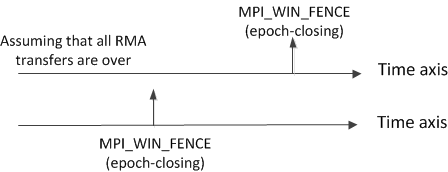 MPI_WIN_FENCE
(epoch-closing)
Assuming that all RMA
transfers are over
Time axis
Time axis
MPI_WIN_FENCE
(epoch-closing)